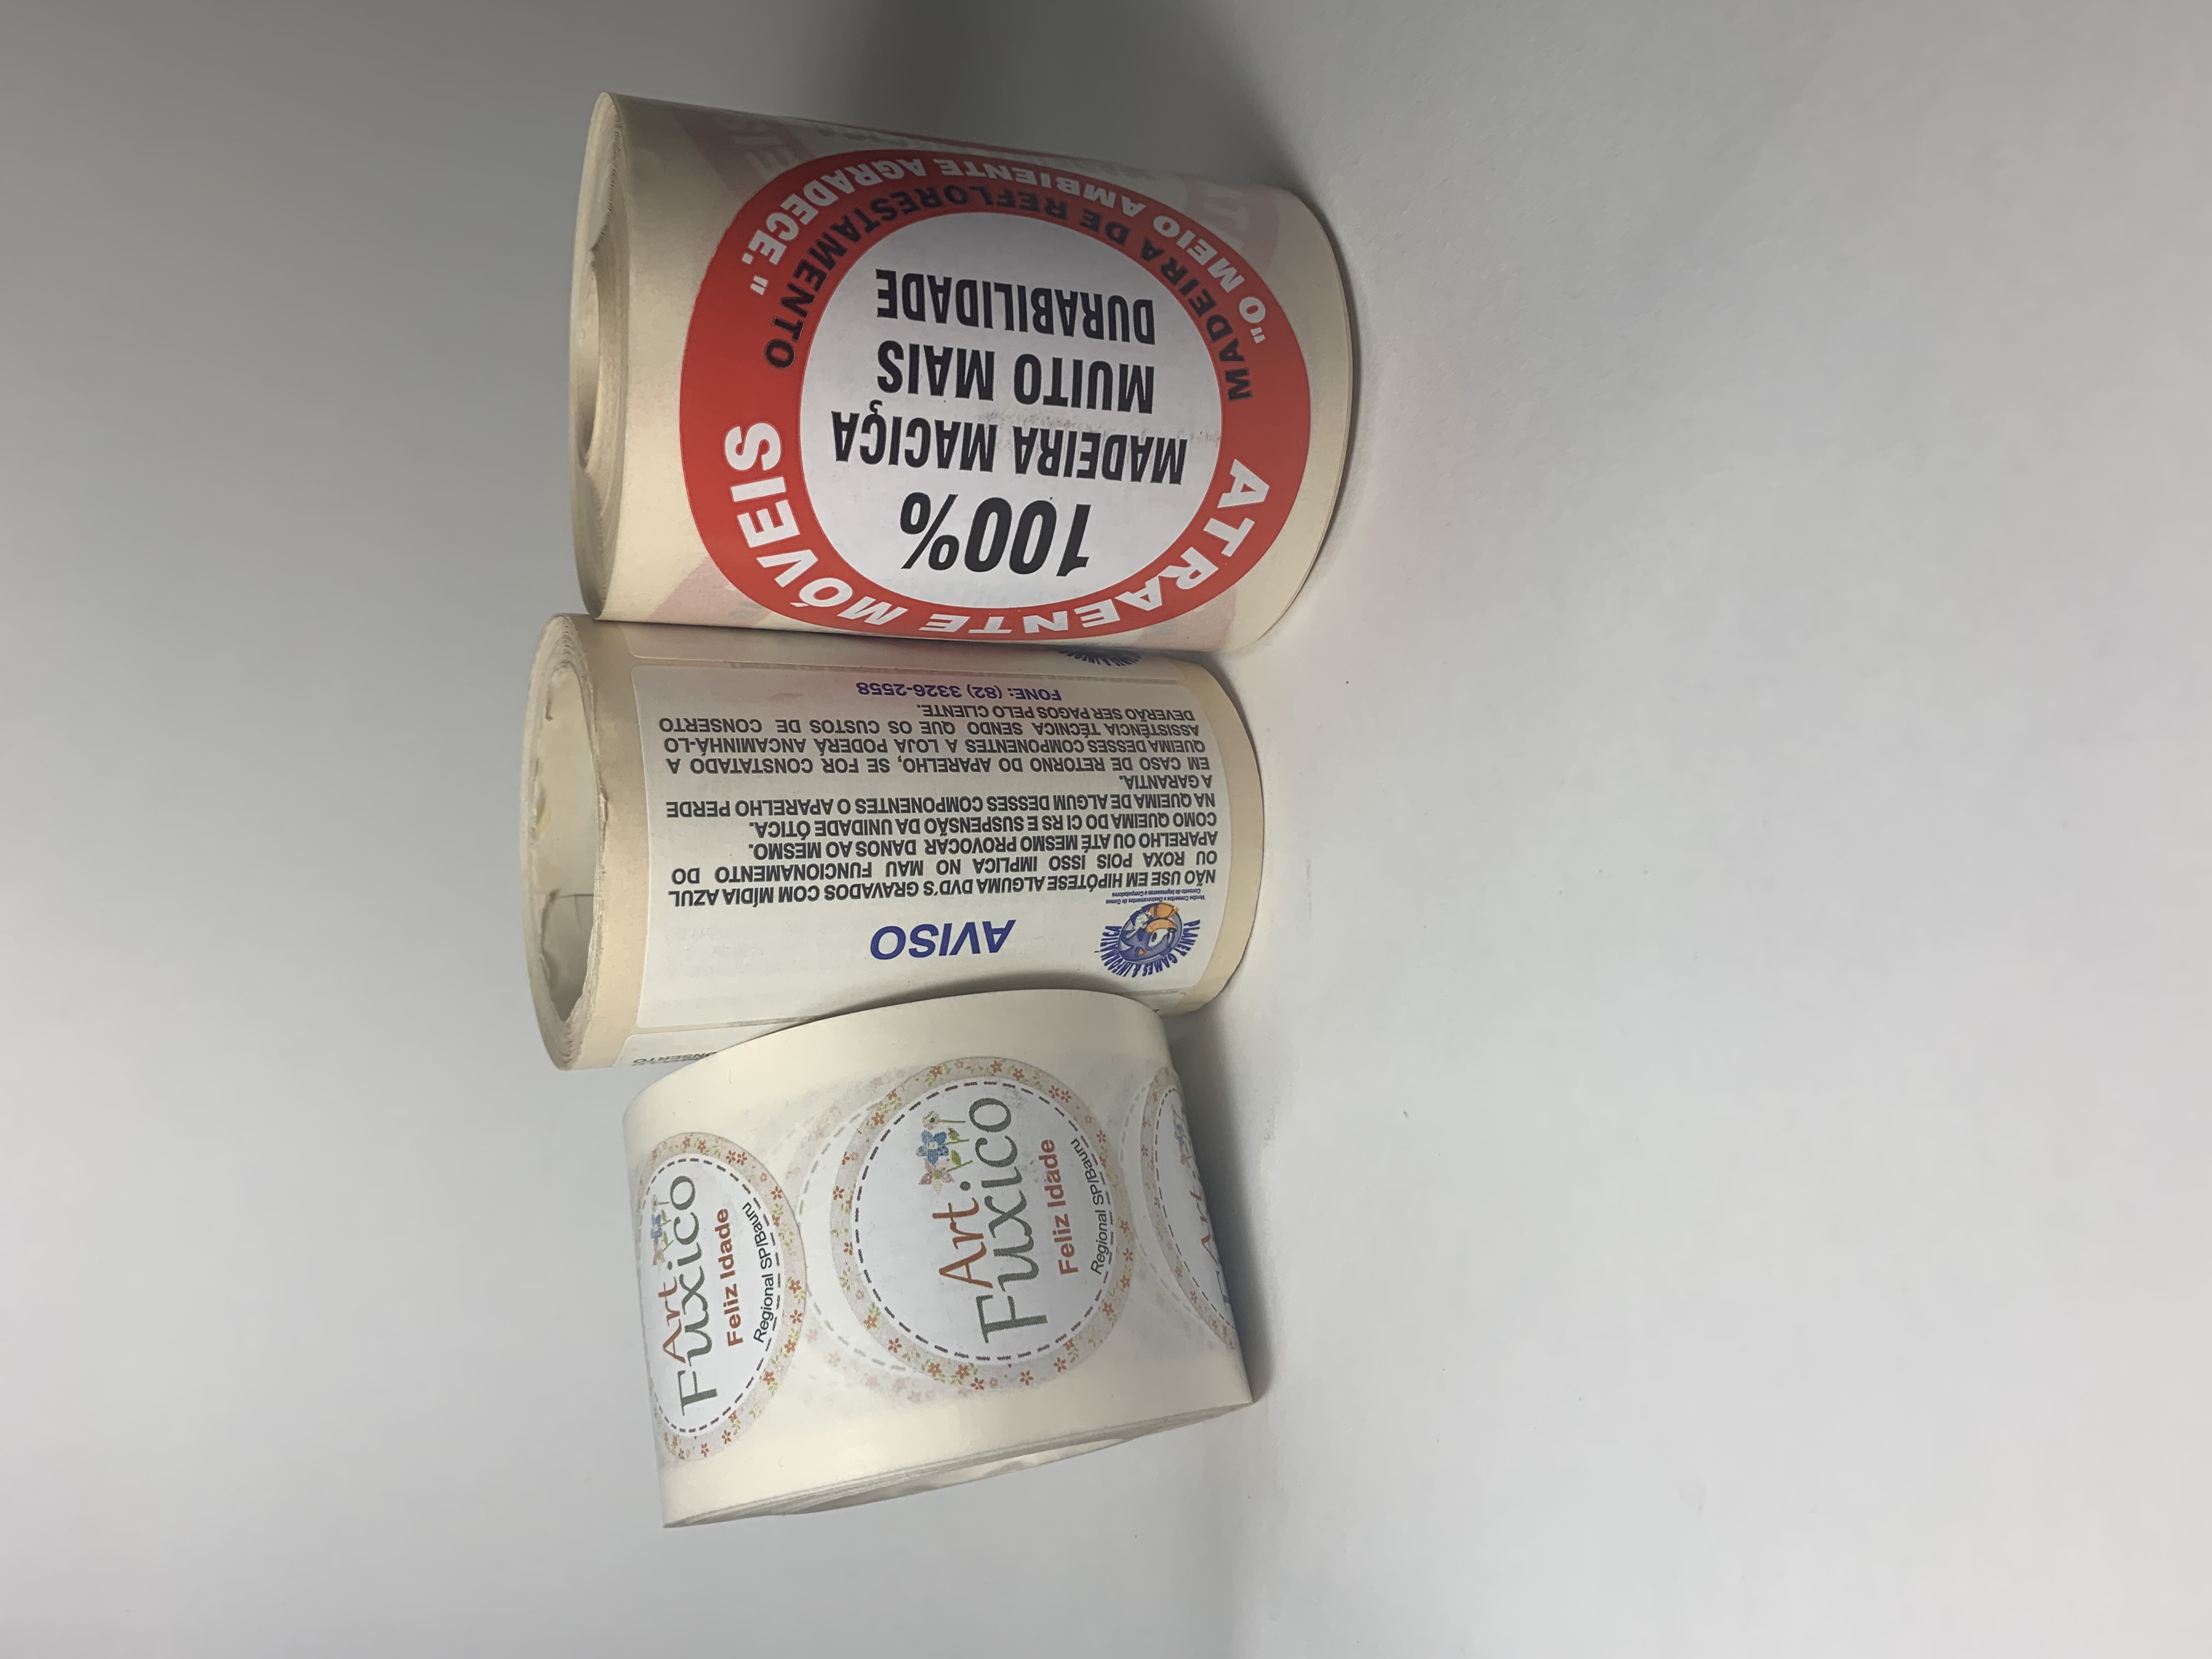 Art
Fuxico
Feliz Idade
Regional SP/Bauru
Art
Fuxico
Feliz Idade
Regional SP/Bauru
Art
PLANET GAMES & INFORMÁTICA
AVISO
NÃO USE EM HIPÓTESE ALGUMA DVD'S GRAVADOS COM MÍDIA AZUL
OU ROXA POIS ISSO IMPLICA NO MAU FUNCIONAMENTO DO
APARELHO OU ATÉ MESMO PROVOCAR DANOS AO MESMO.
COMO QUEIMA DO CI RS E SUSPENSÃO DA UNIDADE ÓTICA.
NA QUEIMA DE ALGUM DESSES COMPONENTES O APARELHO PERDE
A GARANTIA.
EM CASO DE RETORNO DO APARELHO, SE FOR CONSTATADO A
QUEIMA DESSES COMPONENTES A LOJA PODERÁ ANCAMINHÁ-LO
ASSISTÊNCIA TÉCNICA SENDO QUE OS CUSTOS DE CONSERTO
DEVERÃO SER PAGOS PELO CLIENTE.
FONE: (82) 3326-2558
ATRAENTE MÓVEIS
100%
MADEIRA MACIÇA
MUITO MAIS
DURABILIDADE
MADEIRA DE REFLORESTAMENTO
"O MEIO AMBIENTE AGRADECE."